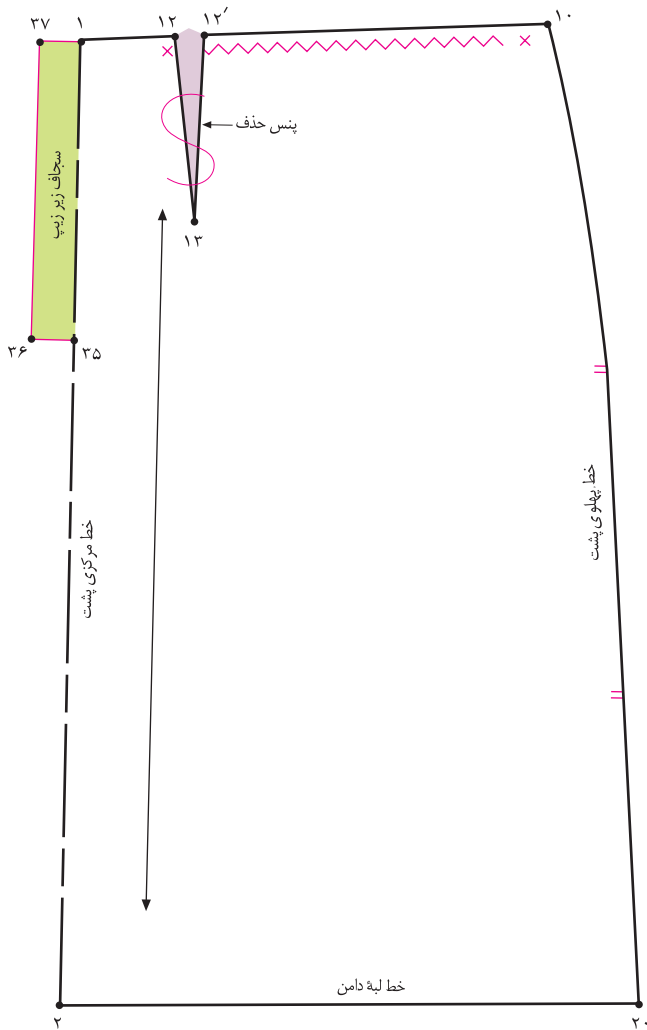 ۳۷
۱
۱۲
۱۲′
۱۰
پنس حذف
سجاف زیر زیپ
۱۳
۳۶
۳۵
خط پهلوی پشت
خط مرکزی پشت
خط لبهٔ دامن
۲
۲۰